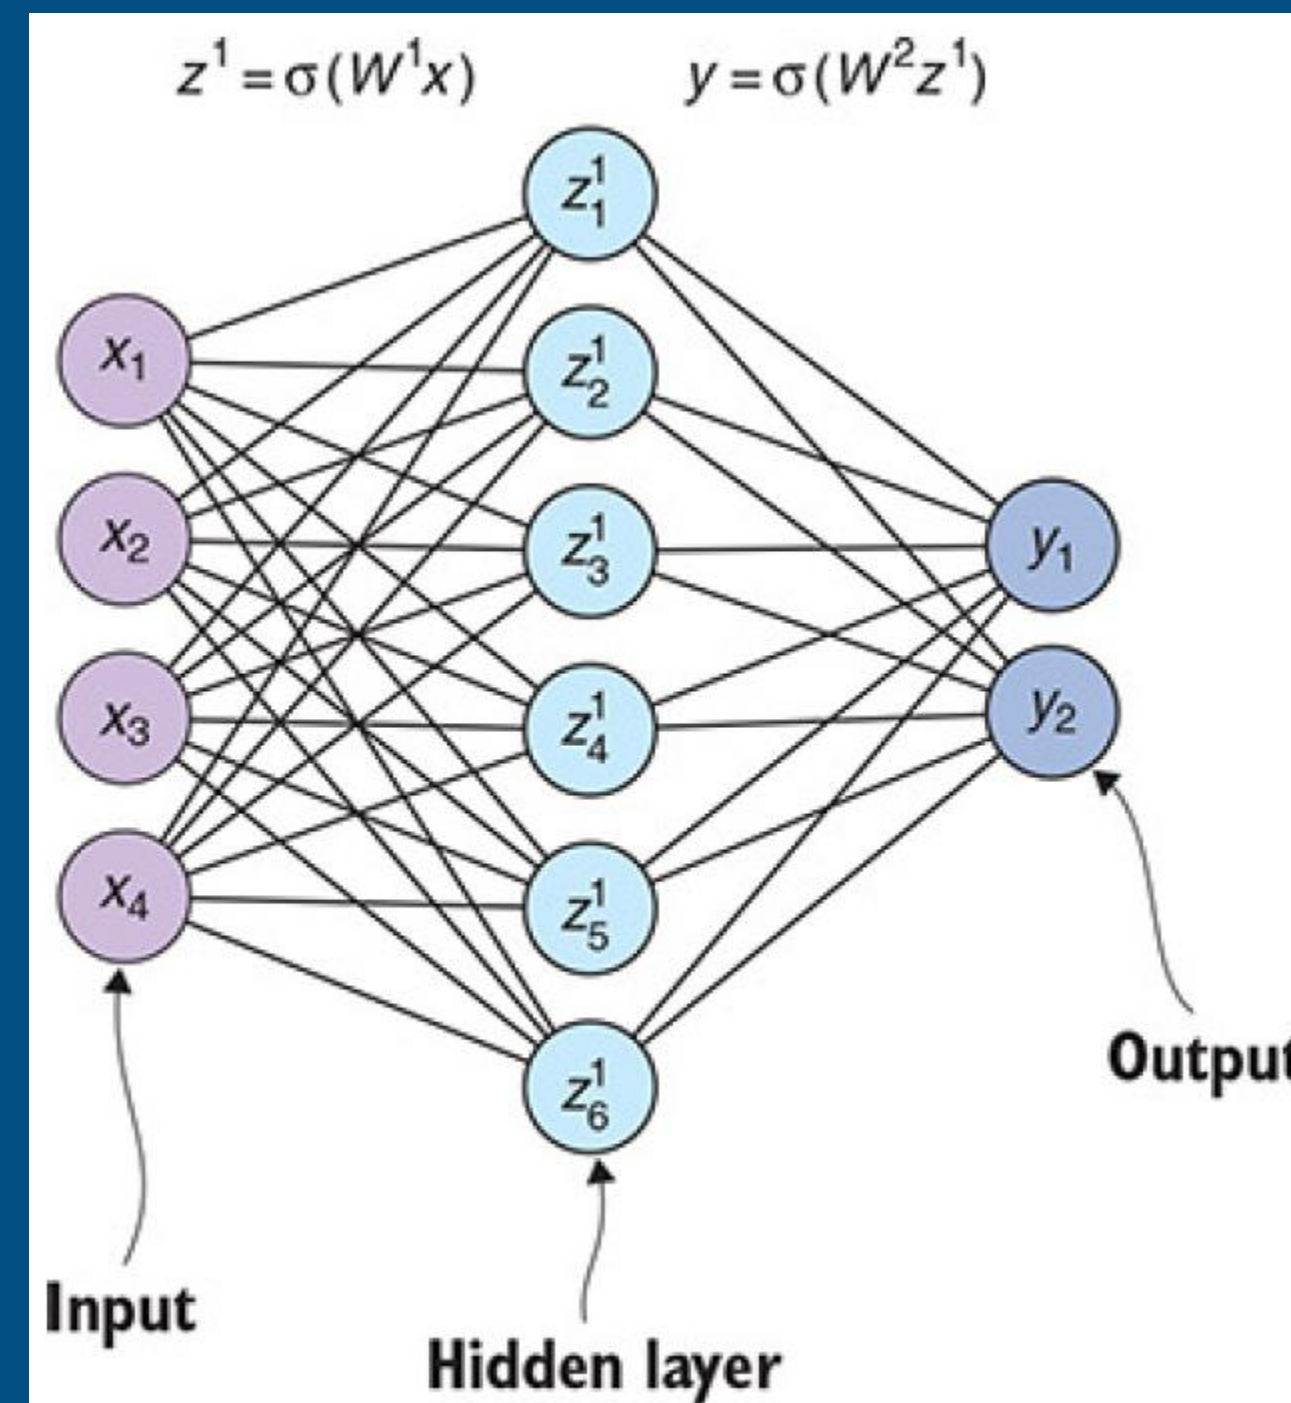 z¹ = σ(W¹x)
y = σ(W²z¹)
z¹₁
x₁
z¹₂
x₂
z¹₃
y₁
x₃
z¹₄
y₂
x₄
z¹₅
z¹₆
Output
Input
Hidden layer